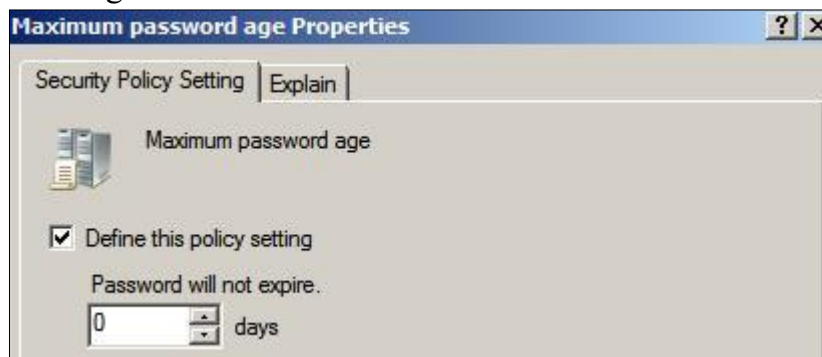 Maximum password age Properties
Security Policy Setting
Explain
Maximum password age
Define this policy setting
Password will not expire.
0 days